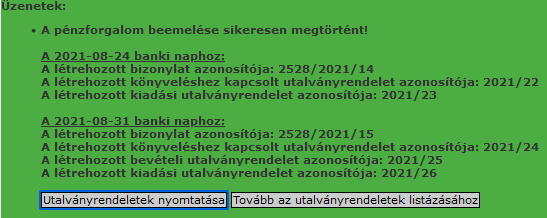 Üzenetek:
• A pénzforgalom beemelése sikeresen megtörtént!
A 2021-08-24 banki naphoz:
A létrehozott bizonylat azonosítója: 2528/2021/14
A létrehozott könyveléshez kapcsolt utalványrendelet azonosítója: 2021/22
A létrehozott kiadási utalványrendelet azonosítója: 2021/23
A 2021-08-31 banki naphoz:
A létrehozott bizonylat azonosítója: 2528/2021/15
A létrehozott könyveléshez kapcsolt utalványrendelet azonosítója: 2021/24
A létrehozott bevételi utalványrendelet azonosítója: 2021/25
A létrehozott kiadási utalványrendelet azonosítója: 2021/26
Utalványrendeletek nyomtatása Tovább az utalványrendeletek listázásához